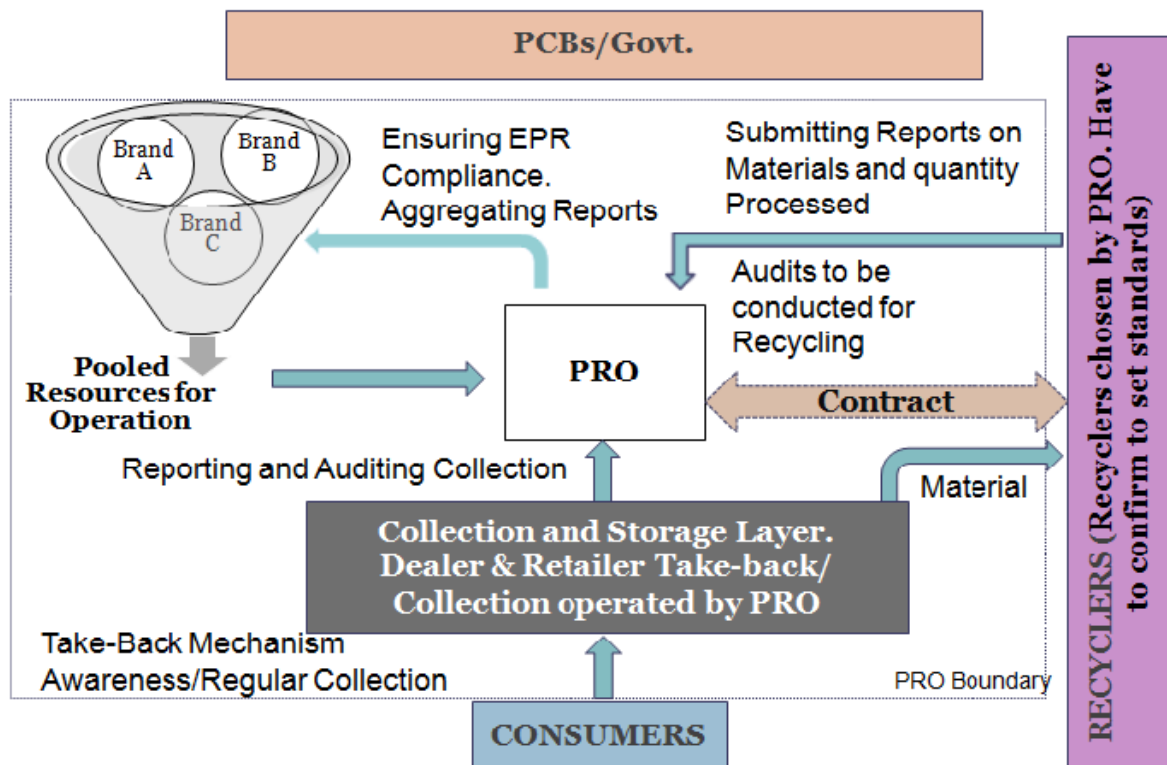 PCBs/Govt.
Brand
A
Brand
B
Brand
C
Ensuring EPR
Compliance.
Aggregating Reports
Submitting Reports on
Materials and quantity
Processed
Audits to be
conducted for
Recycling
Pooled
Resources for
Operation
PRO
Contract
Reporting and Auditing Collection
Material
Collection and Storage Layer.
Dealer & Retailer Take-back/
Collection operated by PRO
Take-Back Mechanism
Awareness/Regular Collection
PRO Boundary
CONSUMERS
RECYCLERS (Recyclers chosen by PRO. Have
to confirm to set standards)